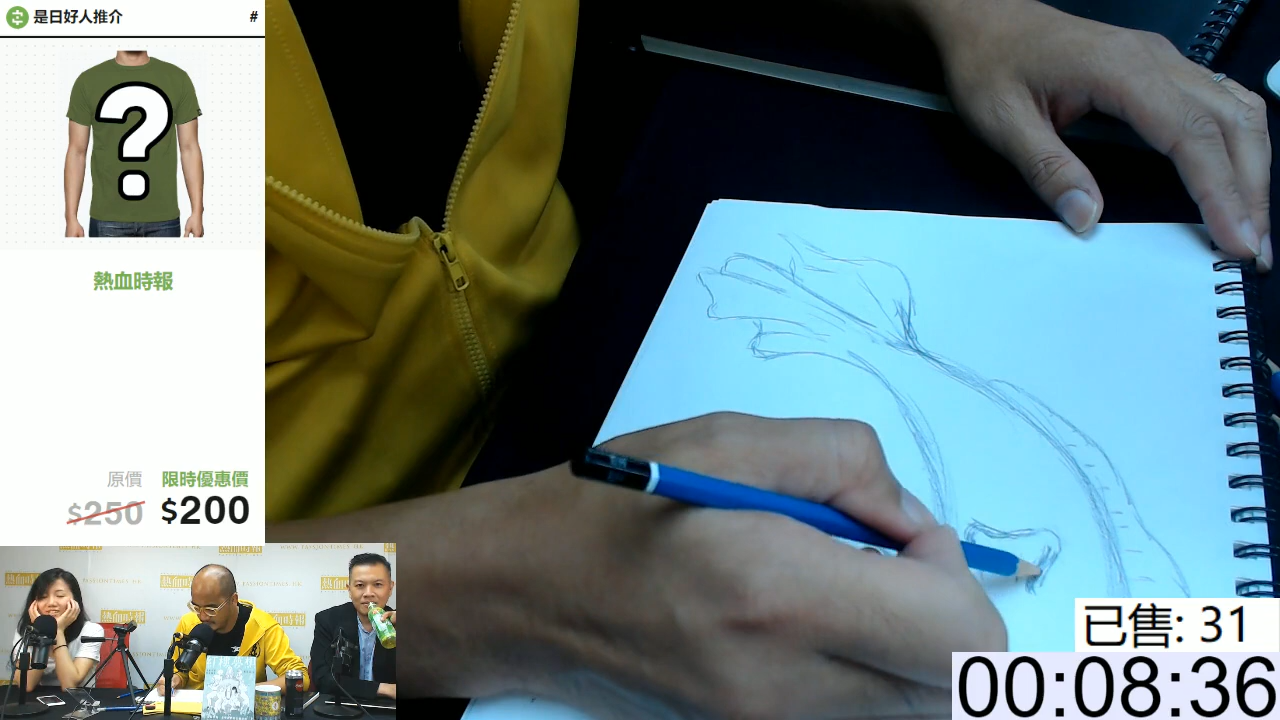 是日好人推介
#
?
熱血時報
原價
限時優惠價
$250
$200
熱血時報
已售: 31
00:08:36